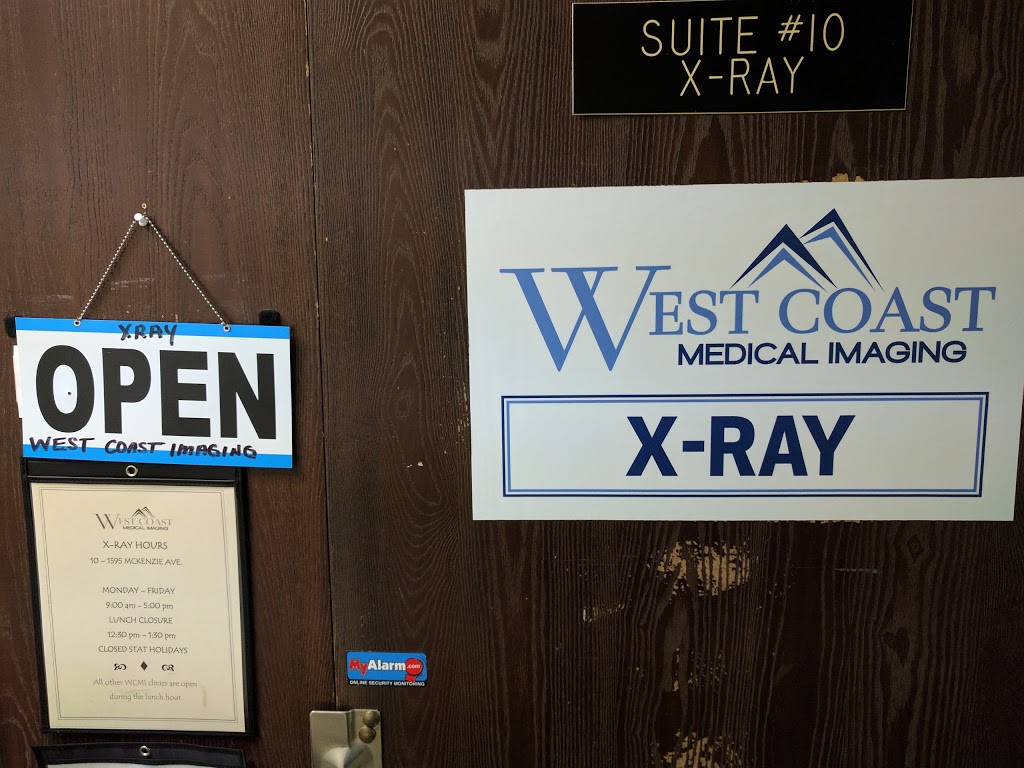 SUITE #10
X-RAY
WEST COAST
MEDICAL IMAGING
X-RAY
XRAY
OPEN
WEST COAST IMAGING
WEST COAST
MEDICAL IMAGING
X-RAY HOURS
10 – 1595 MCKENZIE AVE.
MONDAY – FRIDAY
9:00 am – 5:00 pm
LUNCH CLOSURE
12:30 pm – 1:30 pm
CLOSED STAT HOLIDAYS
All other WCMI clinics are open
during the lunch hour.
MyAlarm.com
ONLINE SECURITY MONITORING